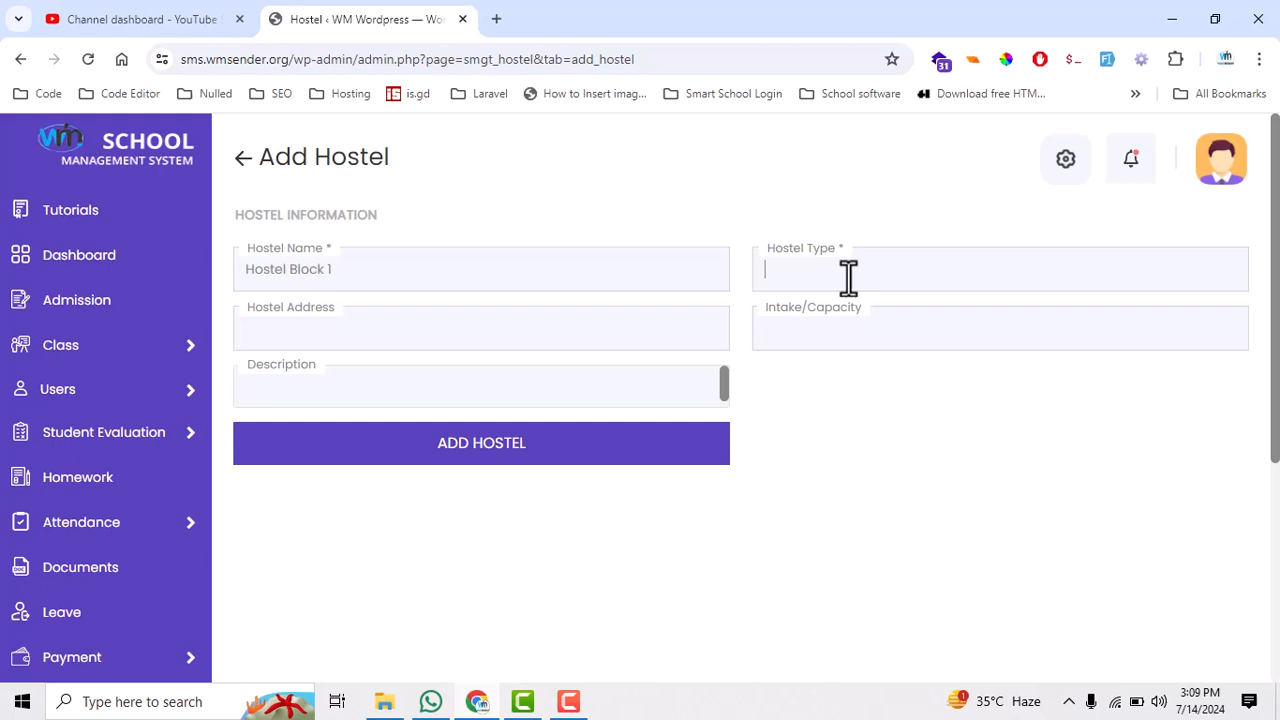 Channel dashboard - YouTube
Hostel ‹ WM Wordpress — Wo
sms.wmsender.org/wp-admin/admin.php?page=smgt_hostel&tab=add_hostel
31
Code
Code Editor
Nulled
SEO
Hosting
is.gd
Laravel
How to Insert imag...
Smart School Login
School software
Download free HTM...
»
All Bookmarks
wm SCHOOL
MANAGEMENT SYSTEM
Tutorials
Dashboard
Admission
Class
Users
Student Evaluation
Homework
Attendance
Documents
Leave
Payment
Add Hostel
HOSTEL INFORMATION
Hostel Name *
Hostel Block 1
Hostel Type *
Hostel Address
Intake/Capacity
Description
ADD HOSTEL
Type here to search
1
35°C Haze
3:09 PM
7/14/2024